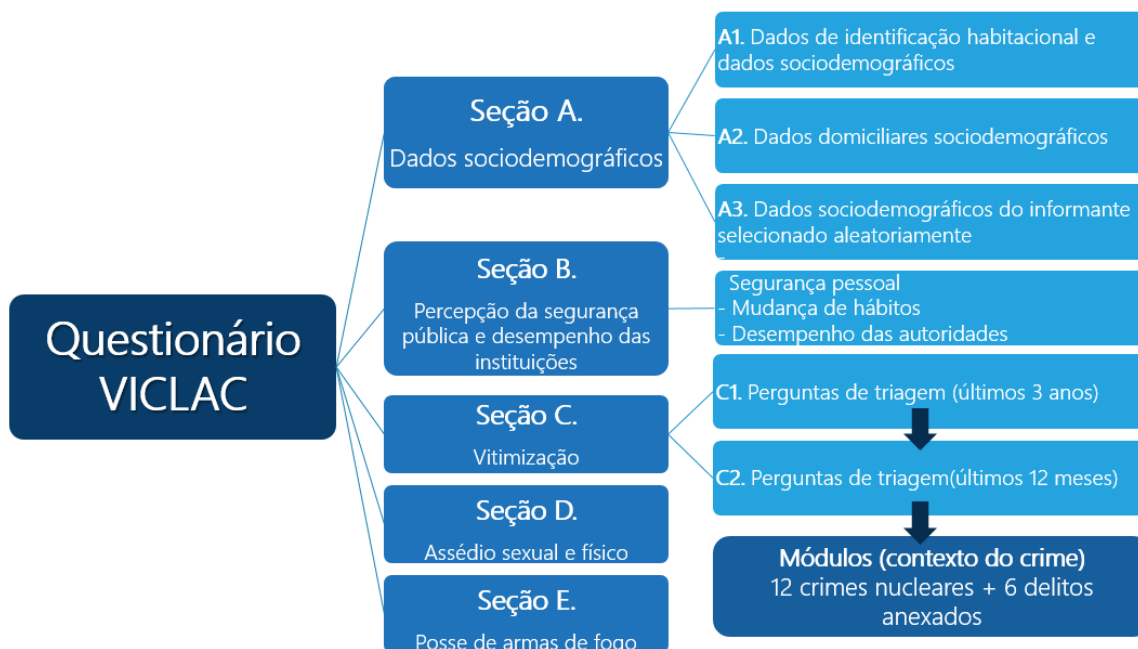 Questionário
VICLAC
Seção A.
Dados sociodemográficos
A1. Dados de identificação habitacional e
dados sociodemográficos
A2. Dados domiciliares sociodemográficos
A3. Dados sociodemográficos do informante
selecionado aleatoriamente
-
Seção B.
Percepção da segurança
pública e desempenho das
instituições
Segurança pessoal
- Mudança de hábitos
- Desempenho das autoridades
Seção C.
Vitimização
C1. Perguntas de triagem (últimos 3 anos)
C2. Perguntas de triagem(últimos 12 meses)
Módulos (contexto do crime)
12 crimes nucleares + 6 delitos
anexados
Seção D.
Assédio sexual e físico
Seção E.
Posse de armas de fogo